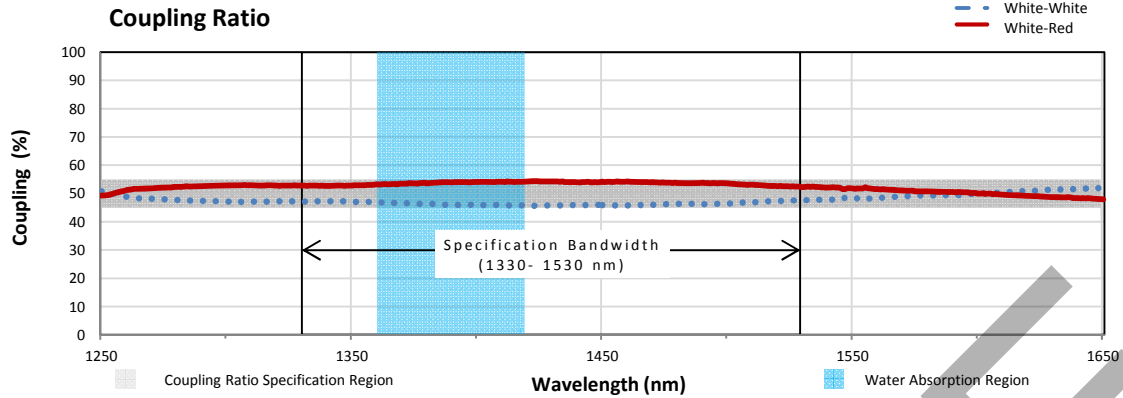 Coupling Ratio
White-White
White-Red
Coupling (%)
100
90
80
70
60
50
40
30
20
10
0
Specification Bandwidth
(1330- 1530 nm)
1250
1350
1450
1550
1650
Coupling Ratio Specification Region
Wavelength (nm)
Water Absorption Region